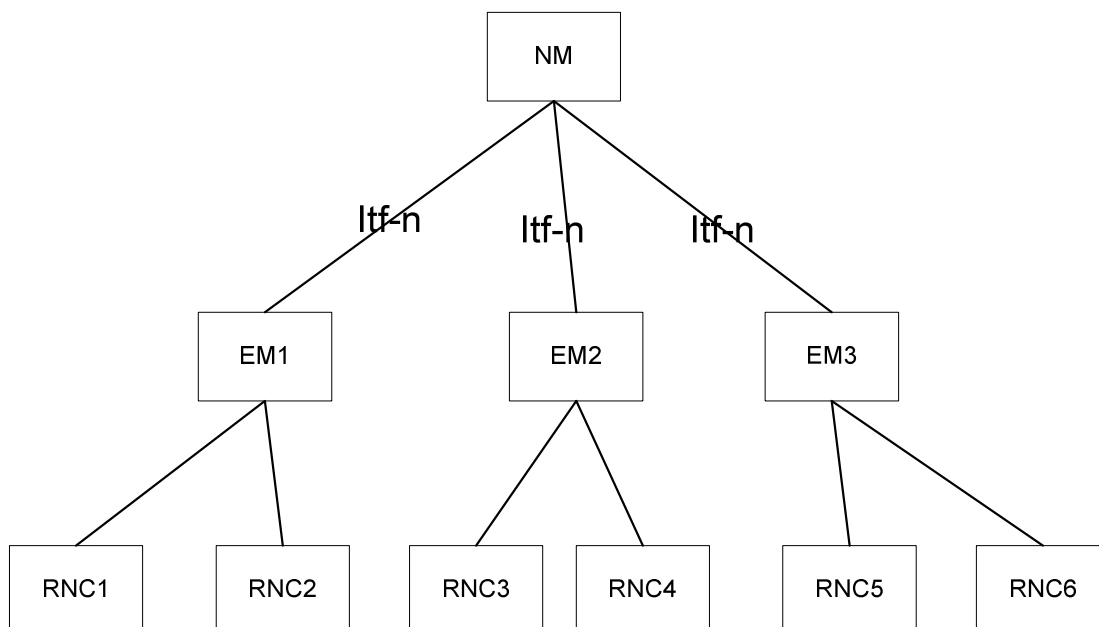 NM
Itf-n
Itf-n
Itf-n
EM1
EM2
EM3
RNC1
RNC2
RNC3
RNC4
RNC5
RNC6